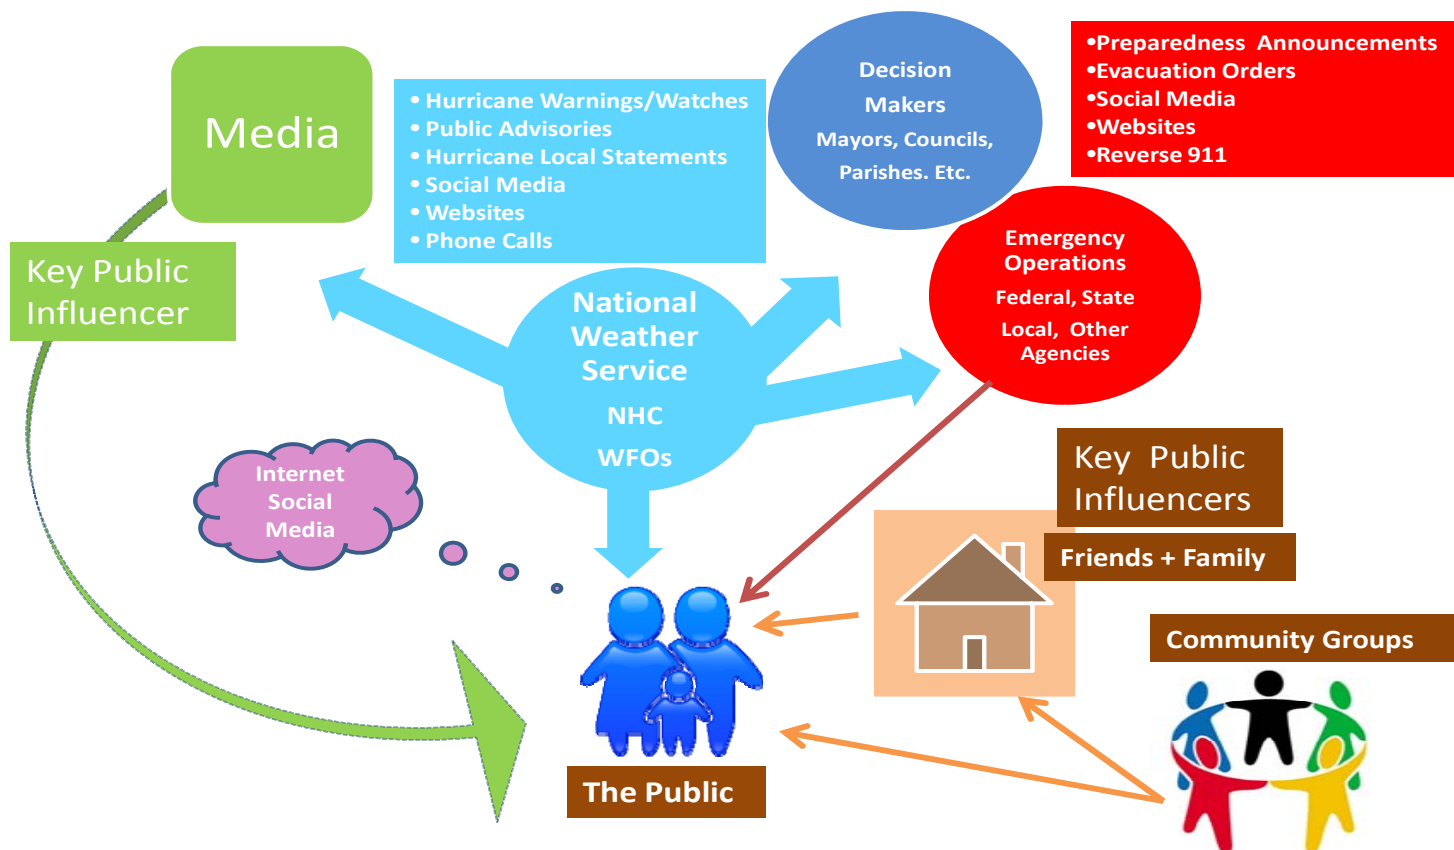 Media
Key Public
Influencer
• Hurricane Warnings/Watches
• Public Advisories
• Hurricane Local Statements
• Social Media
• Websites
• Phone Calls
Decision
Makers
Mayors, Councils,
Parishes. Etc.
•Preparedness Announcements
•Evacuation Orders
•Social Media
•Websites
•Reverse 911
Emergency
Operations
Federal, State
Local, Other
Agencies
National
Weather
Service
NHC
WFOs
Internet
Social
Media
Key Public
Influencers
Friends + Family
Community Groups
The Public